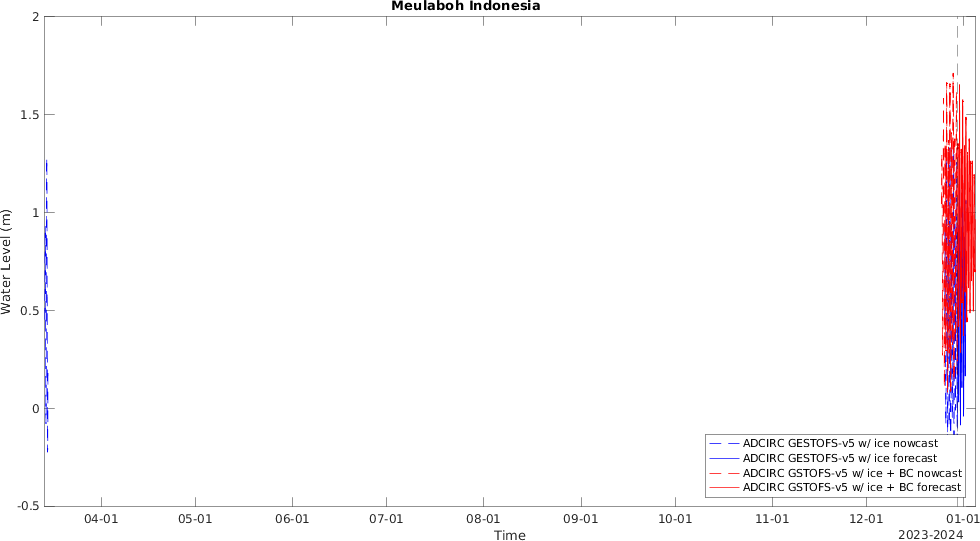 Meulaboh Indonesia
2
1.5
1
0.5
0
-0.5
Water Level (m)
ADCIRC GESTOFS-v5 w/ ice nowcast
ADCIRC GESTOFS-v5 w/ ice forecast
ADCIRC GSTOFS-v5 w/ ice + BC nowcast
ADCIRC GSTOFS-v5 w/ ice + BC forecast
04-01 05-01 06-01 07-01 08-01 09-01 10-01 11-01 12-01 01-01
Time
2023-2024